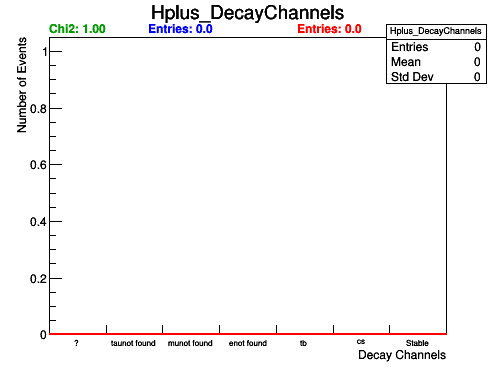 Hplus_DecayChannels
Chi2: 1.00 Entries: 0.0 Entries: 0.0
Hplus_DecayChannels
Entries 0
Mean 0
Std Dev 0
Number of Events
1
0.8
0.6
0.4
0.2
0
? taunot found munot found enot found tb cs Stable
Decay Channels